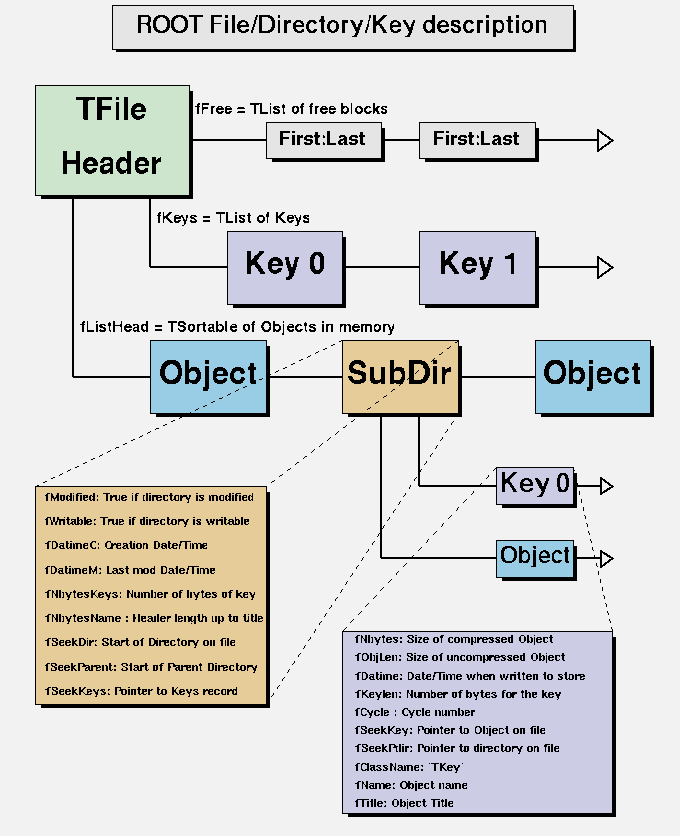 ROOT File/Directory/Key description
TFile
Header
fFree = TList of free blocks
First:Last
First:Last
fKeys = TList of Keys
Key 0
Key 1
fListHead = TSortable of Objects in memory
Object
SubDir
Object
Key 0
Object
fModified: True if directory is modified
fWritable: True if directory is writable
fDatimeC: Creation Date/Time
fDatimeM: Last mod Date/Time
fNbytesKeys: Number of bytes of key
fNbytesName : Header length up to title
fSeekDir: Start of Directory on file
fSeekParent: Start of Parent Directory
fSeekKeys: Pointer to Keys record
fNbytes: Size of compressed Object
fObjLen: Size of uncompressed Object
fDatime: Date/Time when written to store
fKeylen: Number of bytes for the key
fCycle : Cycle number
fSeekKey: Pointer to Object on file
fSeekPdir: Pointer to directory on file
fClassName: 'TKey'
fName: Object name
fTitle: Object Title